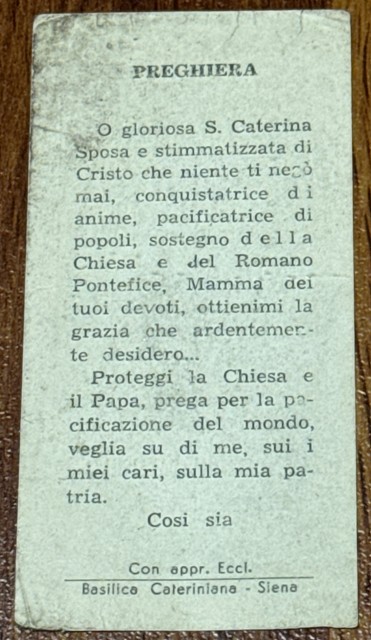 PREGHIERA
O gloriosa S. Caterina
Sposa e stimmatizzata di
Cristo che niente ti negò
mai, conquistatrice di
anime, pacificatrice di
popoli, sostegno della
Chiesa e del Romano
Pontefice, Mamma dei
tuoi devoti, ottienimi la
grazia che ardentemen-
te desidero...
Proteggi la Chiesa e
il Papa, prega per la pa-
cificazione del mondo,
veglia su di me, sui i
miei cari, sulla mia pa-
tria.
Cosi sia
Con appr. Eccl.
Basilica Cateriniana - Siena